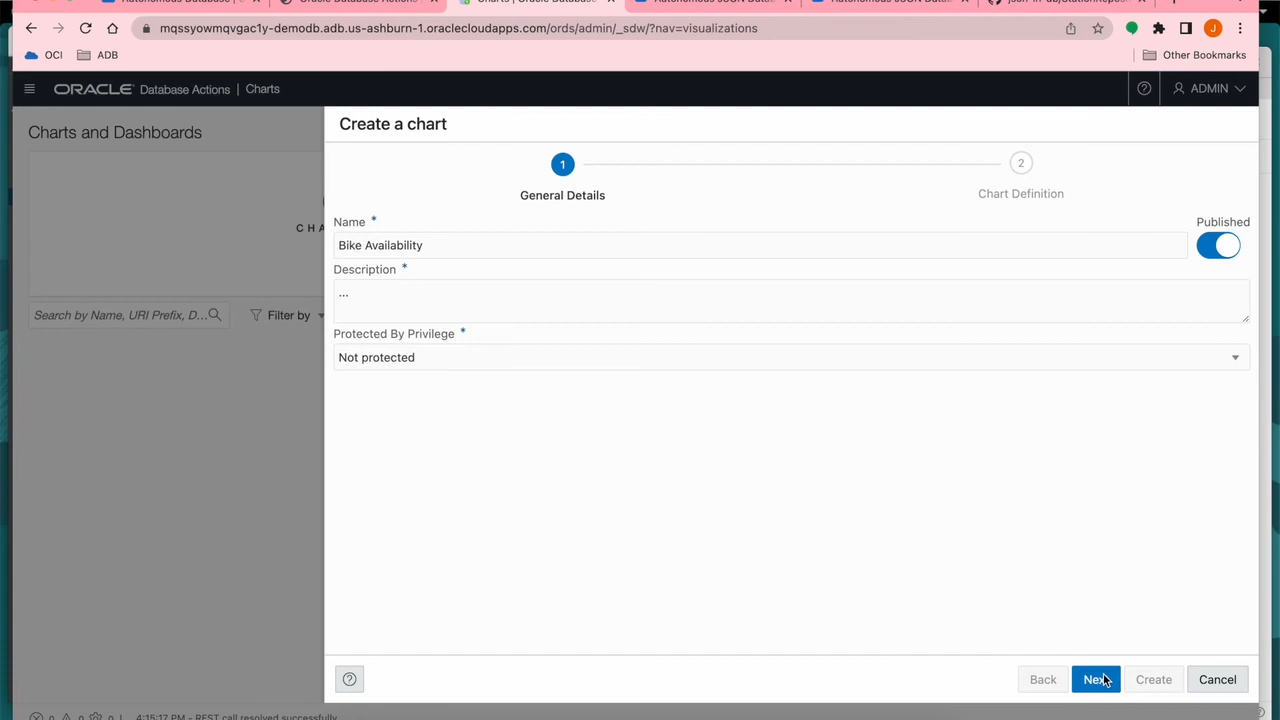 mqssyowmqvgac1y-demodb.adb.us-ashburn-1.oraclecloudapps.com/ords/admin/_sdw/?nav=visualizations
J
OCI
ADB
Other Bookmarks
ORACLE Database Actions | Charts
ADMIN
Charts and Dashboards
CHA
Create a chart
1
2
General Details
Chart Definition
Name *
Published
Bike Availability
Description *
...
Search by Name, URI Prefix, D...
Filter by
Protected By Privilege *
Not protected
Back
Next
Create
Cancel
4:15:17 PM - REST call resolved successfully